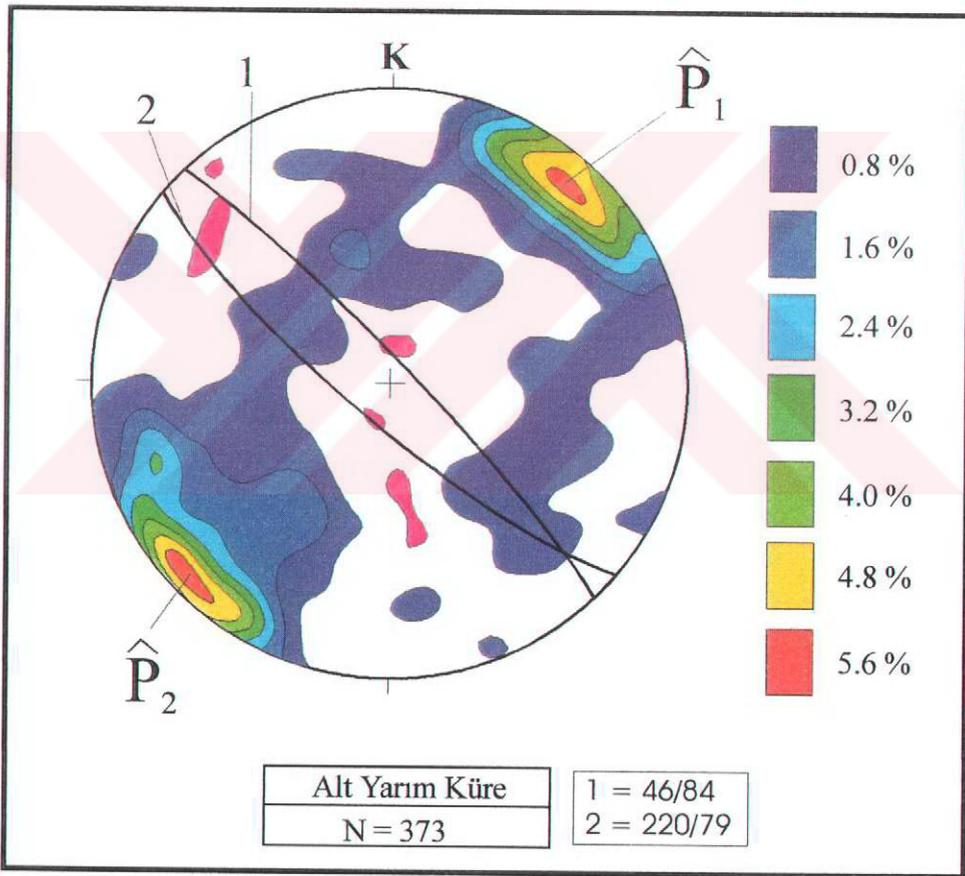 K
1
2
P̂₁
P̂₂
0.8 %
1.6 %
2.4 %
3.2 %
4.0 %
4.8 %
5.6 %
Alt Yarım Küre
N = 373
1 = 46/84
2 = 220/79